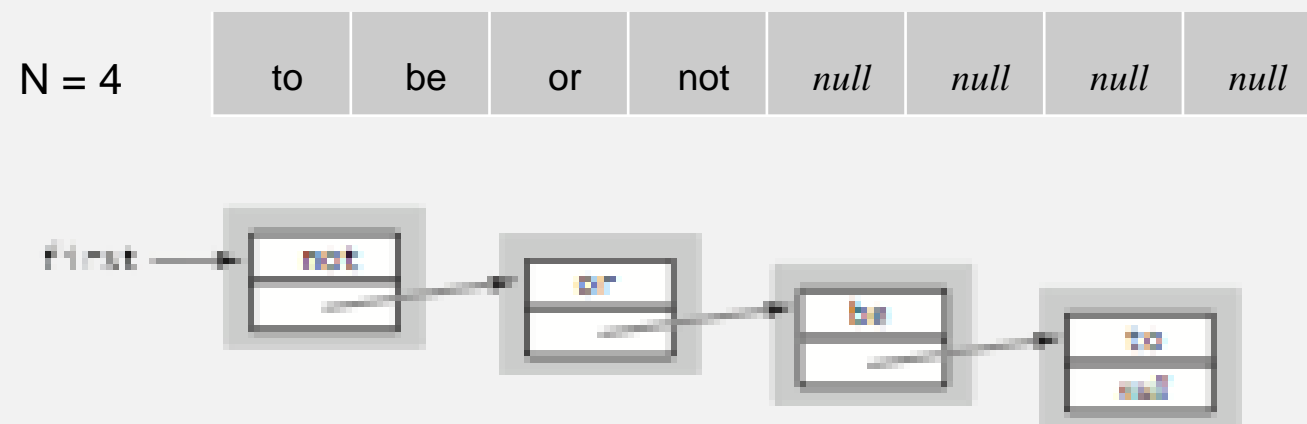 N = 4 to be or not null null null null
first not
or
be
to
null